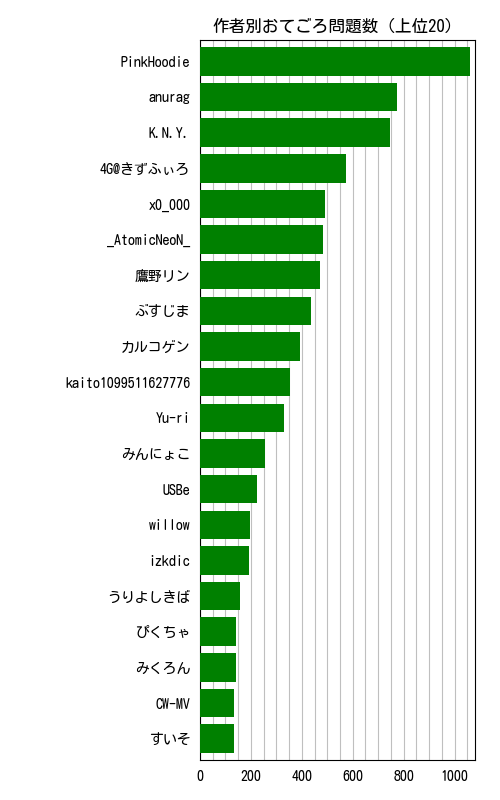 作者別おてごろ問題数 (上位20)
PinkHoodie
anurag
K.N.Y.
4G@きずふぃろ
x0_000
_AtomicNeoN_
鷹野リン
ぶすじま
カルコゲン
kaito1099511627776
Yu-ri
みんにょこ
USBe
willow
izkdic
うりよしきば
ぴくちゃ
みくろん
CW-MV
すいそ
0 200 400 600 800 1000